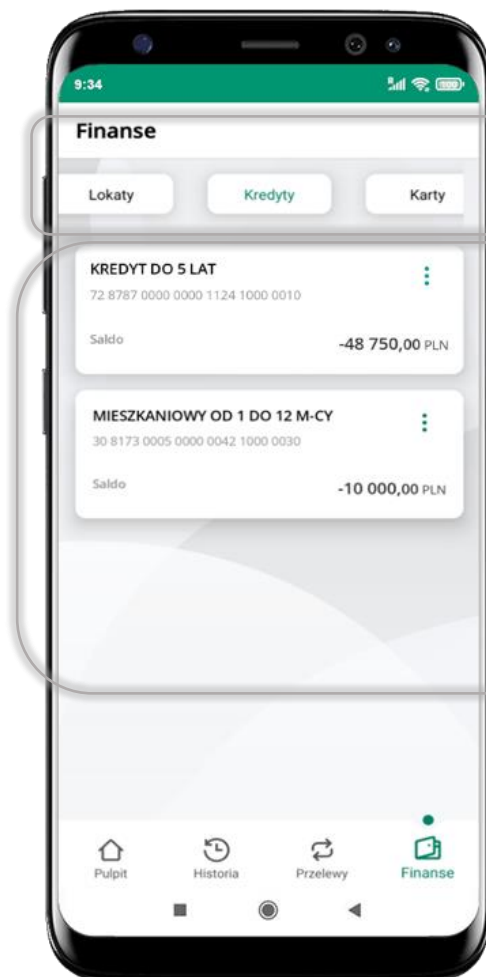 9:34
Finanse
Lokaty Kredyty Karty
KREDYT DO 5 LAT
72 8787 0000 0000 1124 1000 0010
Saldo -48 750,00 PLN
MIESZKANIOWY OD 1 DO 12 M-CY
30 8173 0005 0000 0042 1000 0030
Saldo -10 000,00 PLN
Pulpit Historia Przelewy Finanse